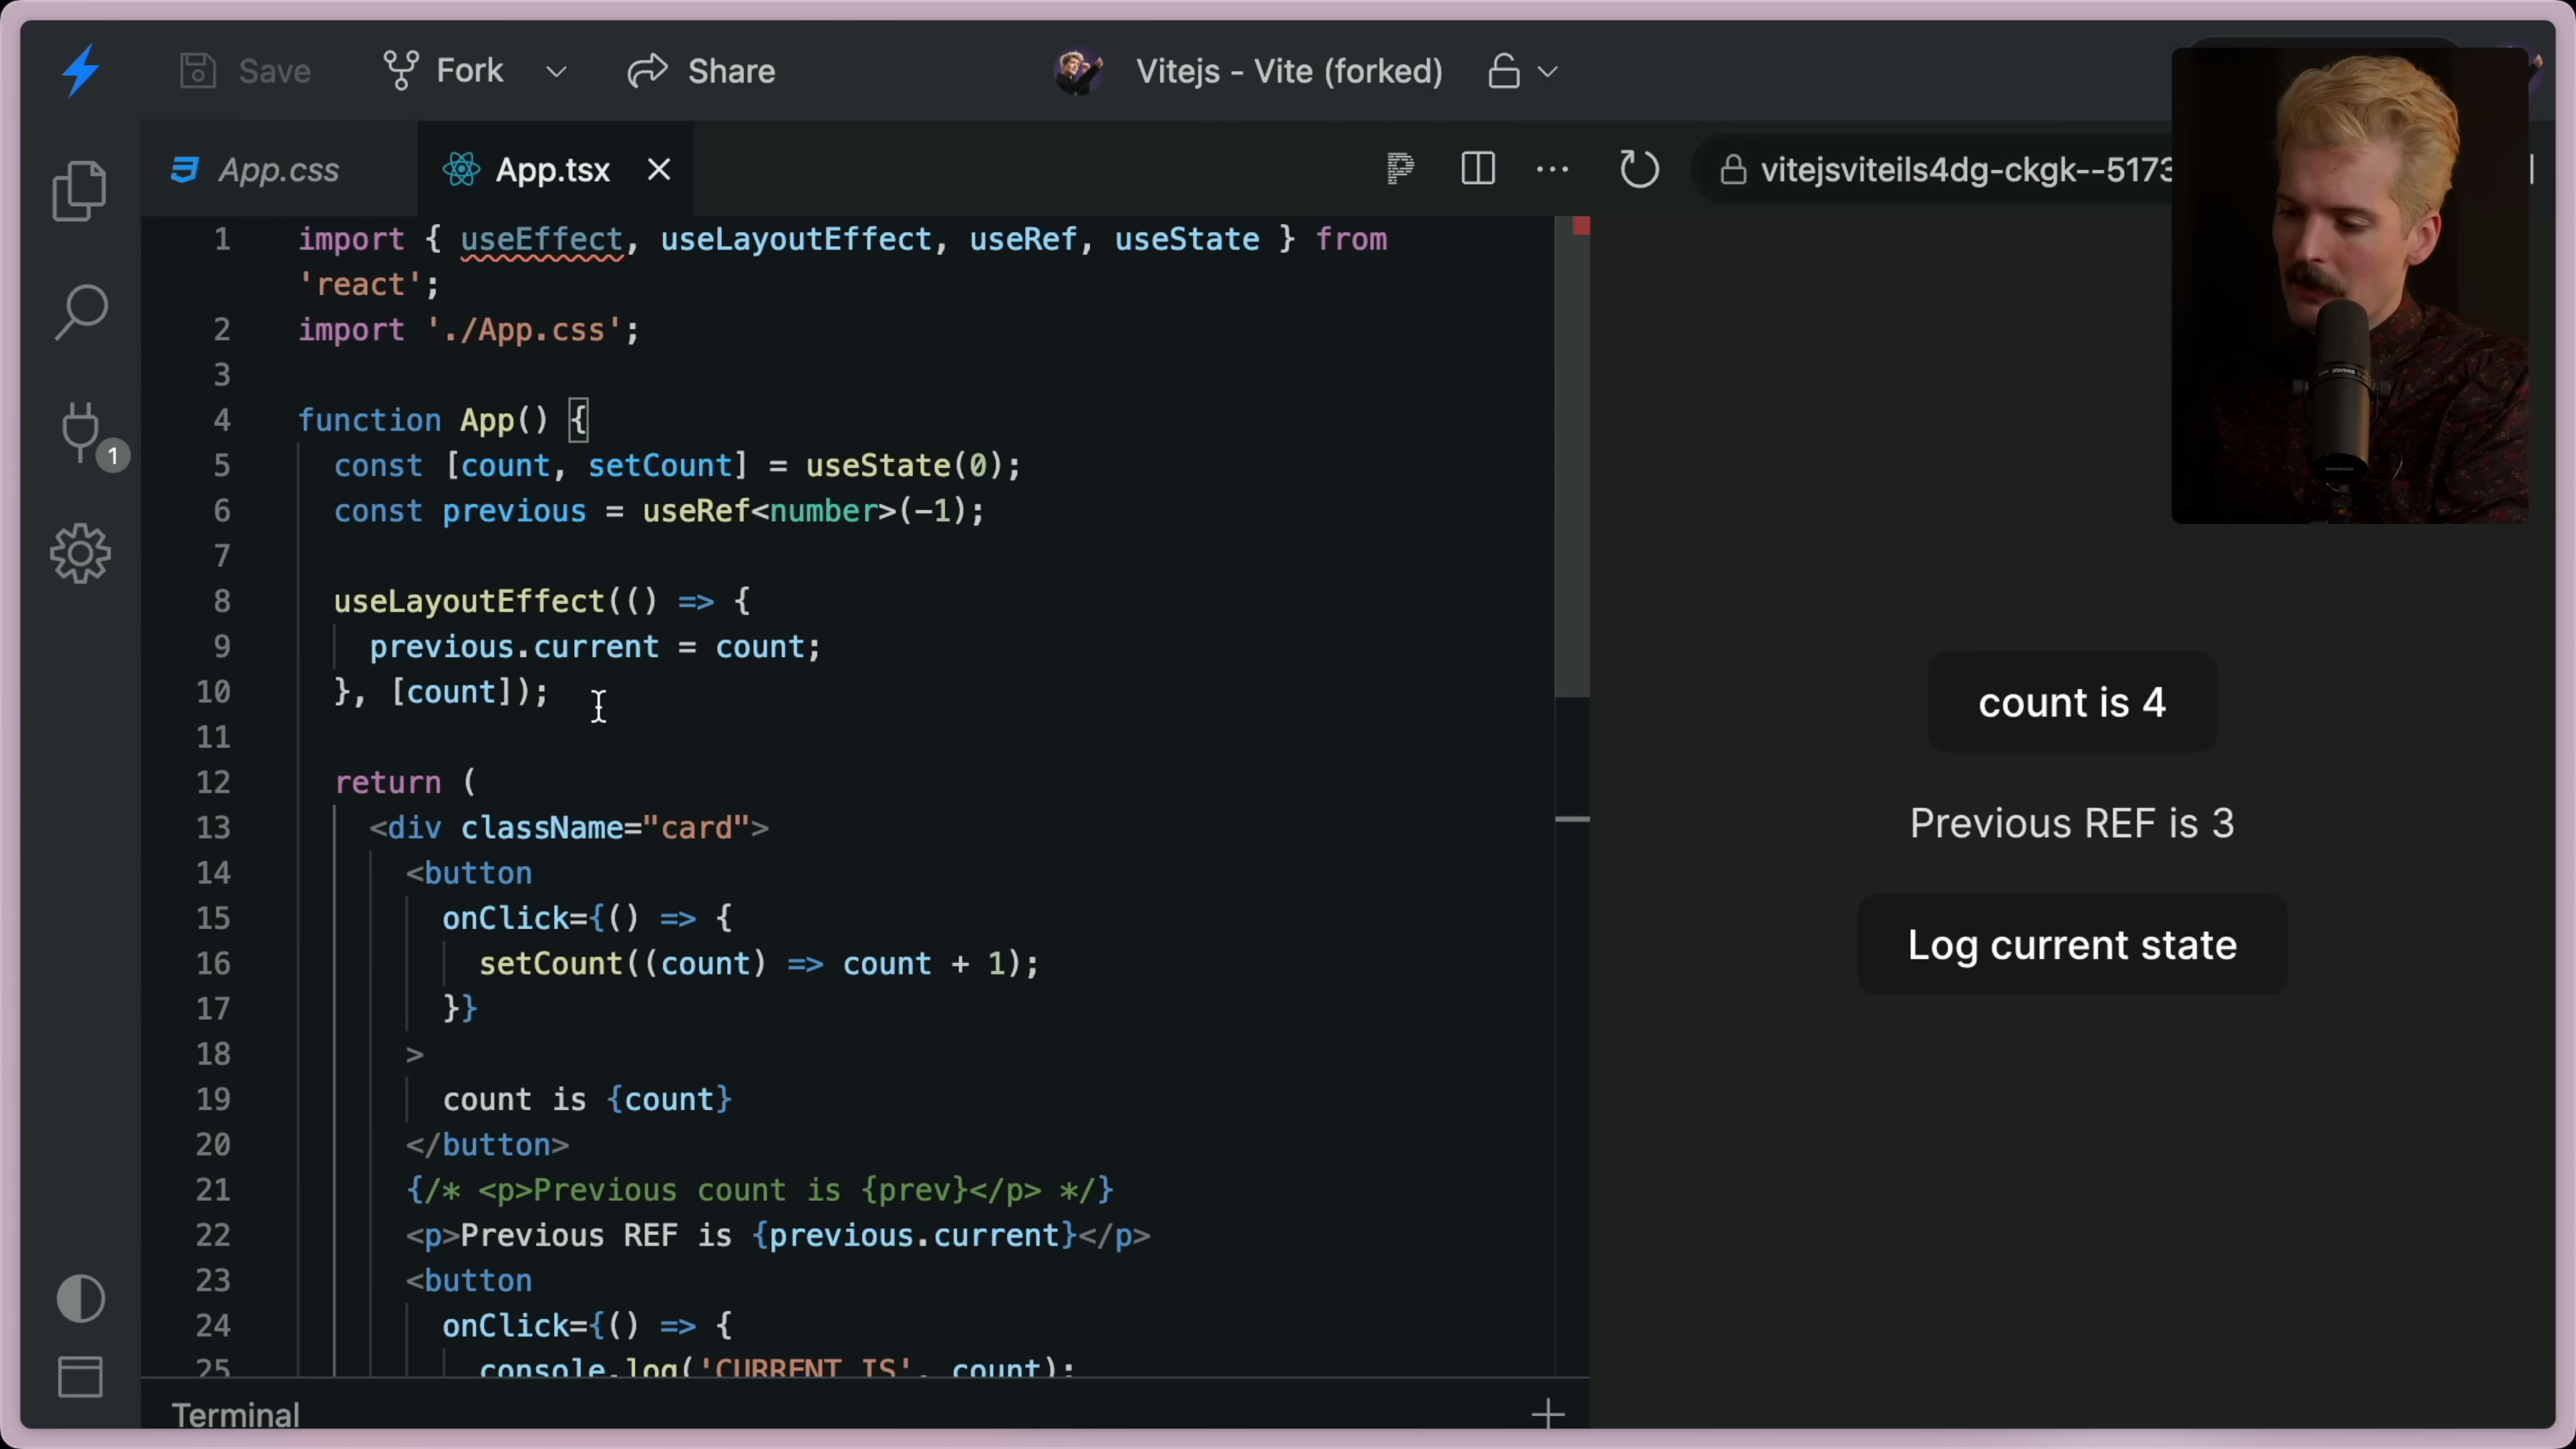 Save
Fork
Share
Vitejs - Vite (forked)
App.css
App.tsx
vitejsviteils4dg-ckgk--5173
1
1 import { useEffect, useLayoutEffect, useRef, useState } from
'react';
2 import './App.css';
3
4 function App() {
5 const [count, setCount] = useState(0);
6 const previous = useRef<number>(-1);
7
8 useLayoutEffect(() => {
9 previous.current = count;
10 }, [count]);
11
12 return (
13 <div className="card">
14 <button
15 onClick={() => {
16 setCount((count) => count + 1);
17 }}
18 >
19 count is {count}
20 </button>
21 {/* <p>Previous count is {prev}</p> */}
22 <p>Previous REF is {previous.current}</p>
23 <button
24 onClick={() => {
25 console.log('CURRENT IS', count);
Terminal
count is 4
Previous REF is 3
Log current state